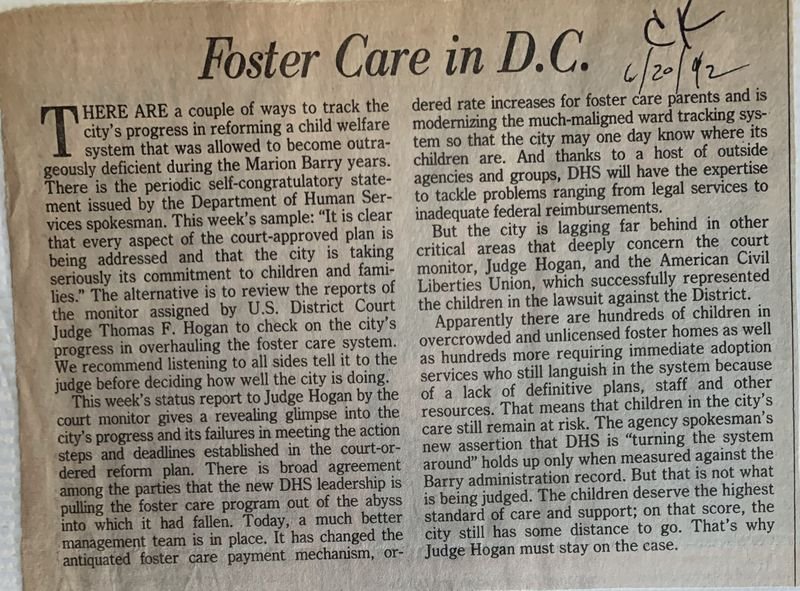 Foster Care in D.C.
CK
6/20/92
THERE ARE a couple of ways to track the
city's progress in reforming a child welfare
system that was allowed to become outra-
geously deficient during the Marion Barry years.
There is the periodic self-congratulatory state-
ment issued by the Department of Human Ser-
vices spokesman. This week's sample: “It is clear
that every aspect of the court-approved plan is
being addressed and that the city is taking
seriously its commitment to children and fami-
lies.” The alternative is to review the reports of
the monitor assigned by U.S. District Court
Judge Thomas F. Hogan to check on the city's
progress in overhauling the foster care system.
We recommend listening to all sides tell it to the
judge before deciding how well the city is doing.
This week's status report to Judge Hogan by the
court monitor gives a revealing glimpse into the
city's progress and its failures in meeting the action
steps and deadlines established in the court-or-
dered reform plan. There is broad agreement
among the parties that the new DHS leadership is
pulling the foster care program out of the abyss
into which it had fallen. Today, a much better
management team is in place. It has changed the
antiquated foster care payment mechanism, or-
dered rate increases for foster care parents and is
modernizing the much-maligned ward tracking sys-
tem so that the city may one day know where its
children are. And thanks to a host of outside
agencies and groups, DHS will have the expertise
to tackle problems ranging from legal services to
inadequate federal reimbursements.
But the city is lagging far behind in other
critical areas that deeply concern the court
monitor, Judge Hogan, and the American Civil
Liberties Union, which successfully represented
the children in the lawsuit against the District.
Apparently there are hundreds of children in
overcrowded and unlicensed foster homes as well
as hundreds more requiring immediate adoption
services who still languish in the system because
of a lack of definitive plans, staff and other
resources. That means that children in the city's
care still remain at risk. The agency spokesman's
new assertion that DHS is “turning the system
around” holds up only when measured against the
Barry administration record. But that is not what
is being judged. The children deserve the highest
standard of care and support; on that score, the
city still has some distance to go. That's why
Judge Hogan must stay on the case.